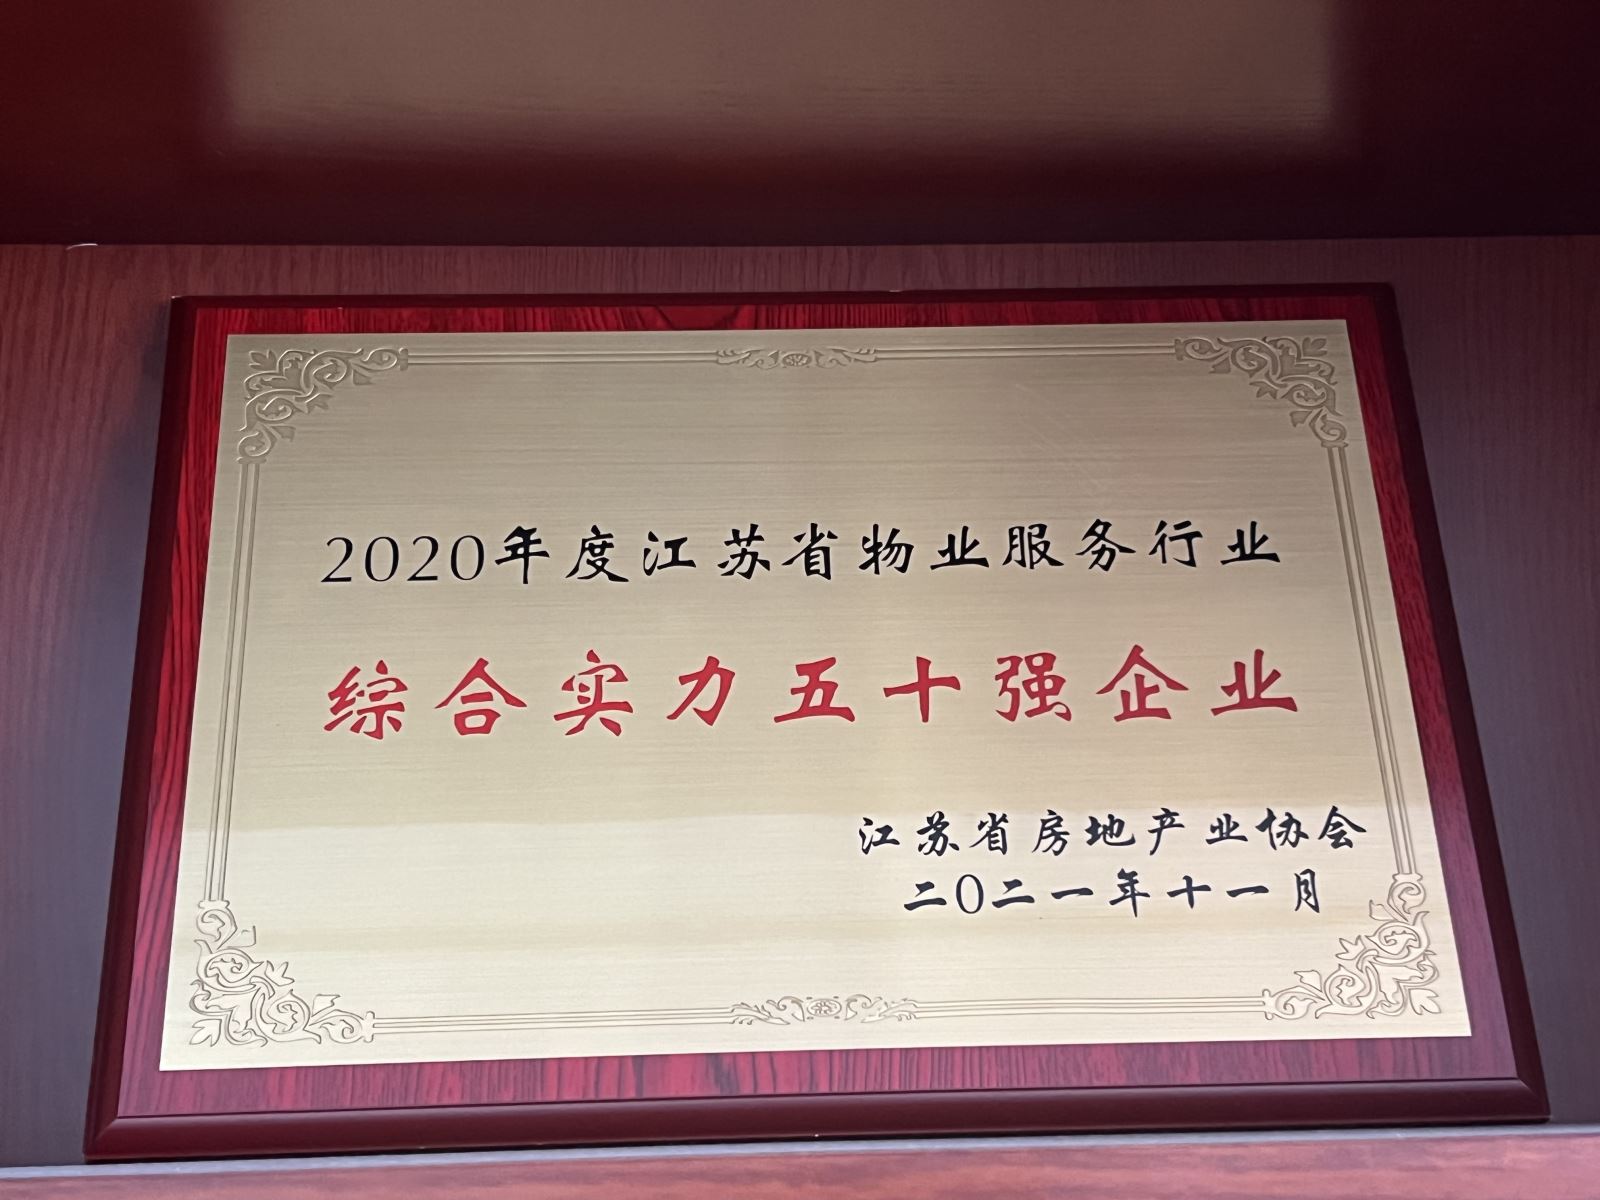 2020年度江苏省物业服务行业
综合实力五十强企业
江苏省房地产业协会
二0二一年十一月